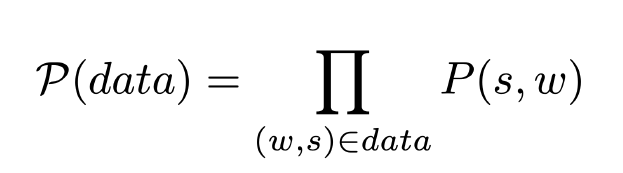 𝒫(data) = ∏ P(s, w)
(w,s)∈data